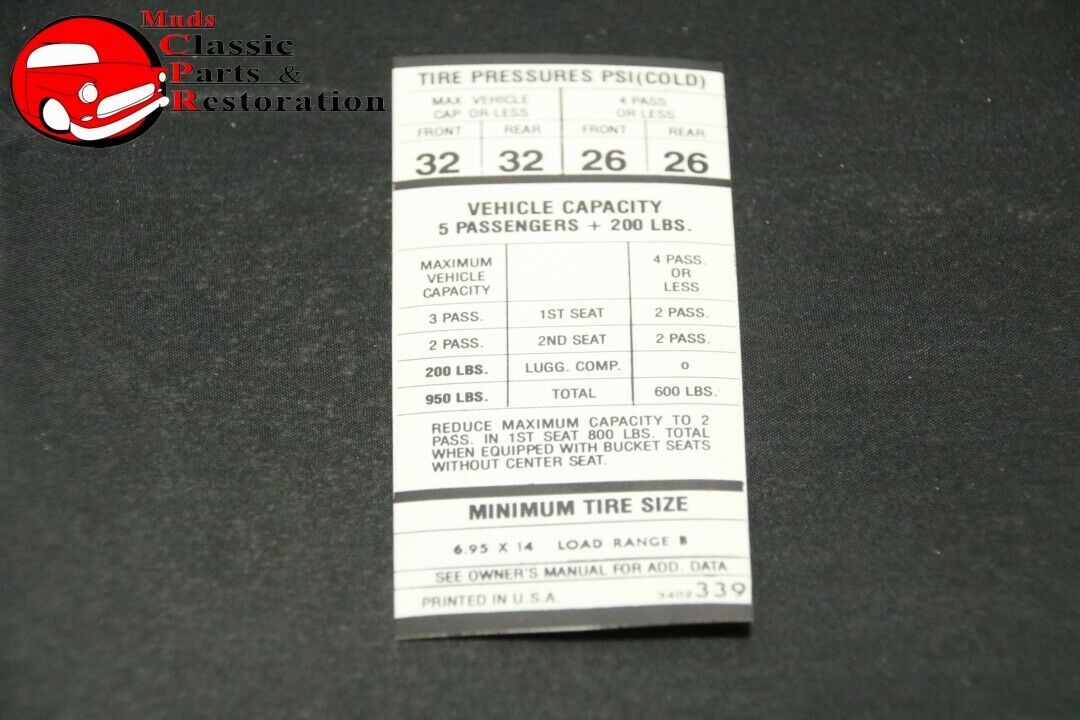 Muds
Classic
Parts &
Restoration
TIRE PRESSURES PSI(COLD)
MAX. VEHICLE CAP. OR LESS 4 PASS OR LESS
FRONT REAR FRONT REAR
32 32 26 26
VEHICLE CAPACITY
5 PASSENGERS + 200 LBS.
MAXIMUM VEHICLE CAPACITY 4 PASS. OR LESS
3 PASS. 1ST SEAT 2 PASS.
2 PASS. 2ND SEAT 2 PASS.
200 LBS. LUGG. COMP. 0
950 LBS. TOTAL 600 LBS.
REDUCE MAXIMUM CAPACITY TO 2
PASS. IN 1ST SEAT 800 LBS. TOTAL
WHEN EQUIPPED WITH BUCKET SEATS
WITHOUT CENTER SEAT.
MINIMUM TIRE SIZE
6.95 X 14 LOAD RANGE B
SEE OWNER'S MANUAL FOR ADD. DATA
PRINTED IN U.S.A. 3402339